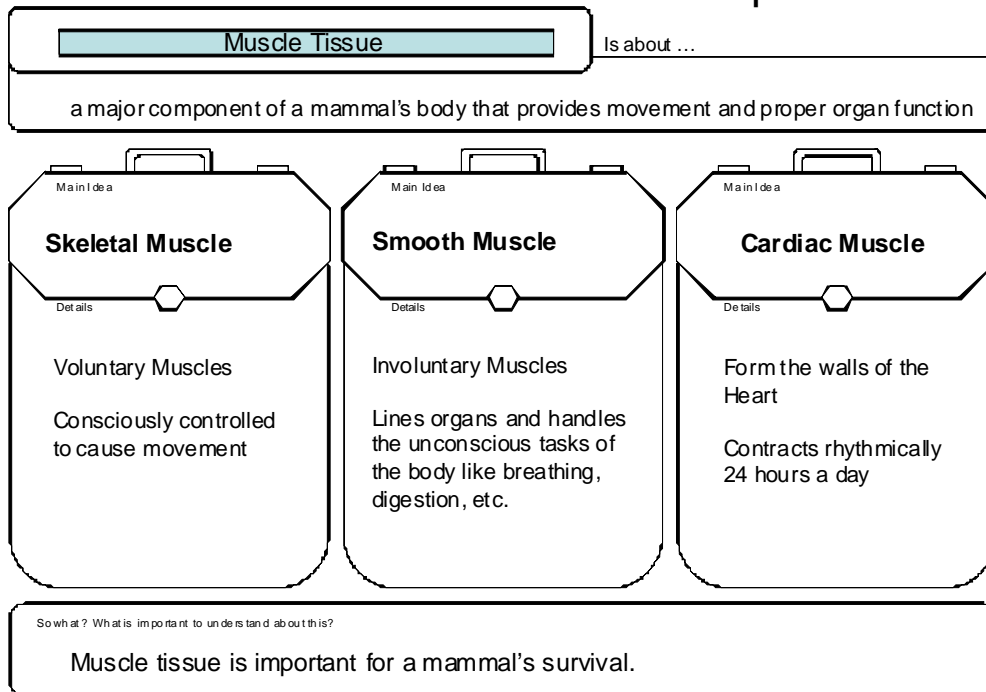 Muscle Tissue
Is about ...
a major component of a mammal's body that provides movement and proper organ function
Main Idea
Skeletal Muscle
Details
Voluntary Muscles
Consciously controlled
to cause movement
Main Idea
Smooth Muscle
Details
Involuntary Muscles
Lines organs and handles
the unconscious tasks of
the body like breathing,
digestion, etc.
Main Idea
Cardiac Muscle
Details
Form the walls of the
Heart
Contracts rhythmically
24 hours a day
So what? What is important to understand about this?
Muscle tissue is important for a mammal's survival.